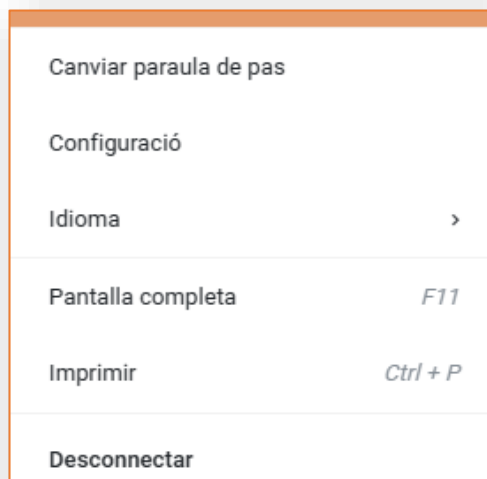 Canviar paraula de pas
Configuració
Idioma ›
Pantalla completa F11
Imprimir Ctrl + P
Desconnectar